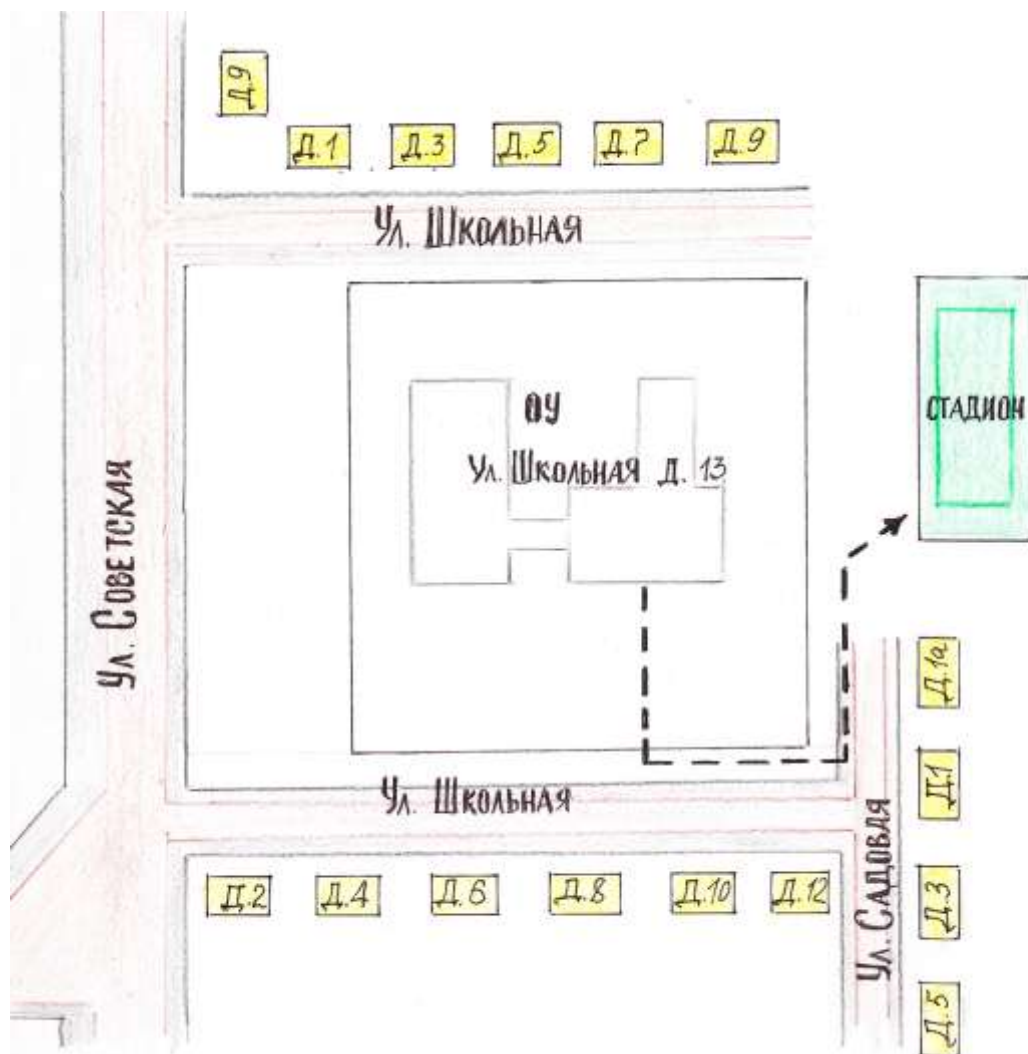 Д.9
Д.1
Д.3
Д.5
Д.7
Д.9
Ул. Школьная
ОУ
Ул. Школьная Д. 13
СТАДИОН
Ул. Советская
Д.1а
Д.1
Ул. Школьная
Ул. Садовая
Д.2
Д.4
Д.6
Д.8
Д.10
Д.12
Д.3
Д.5